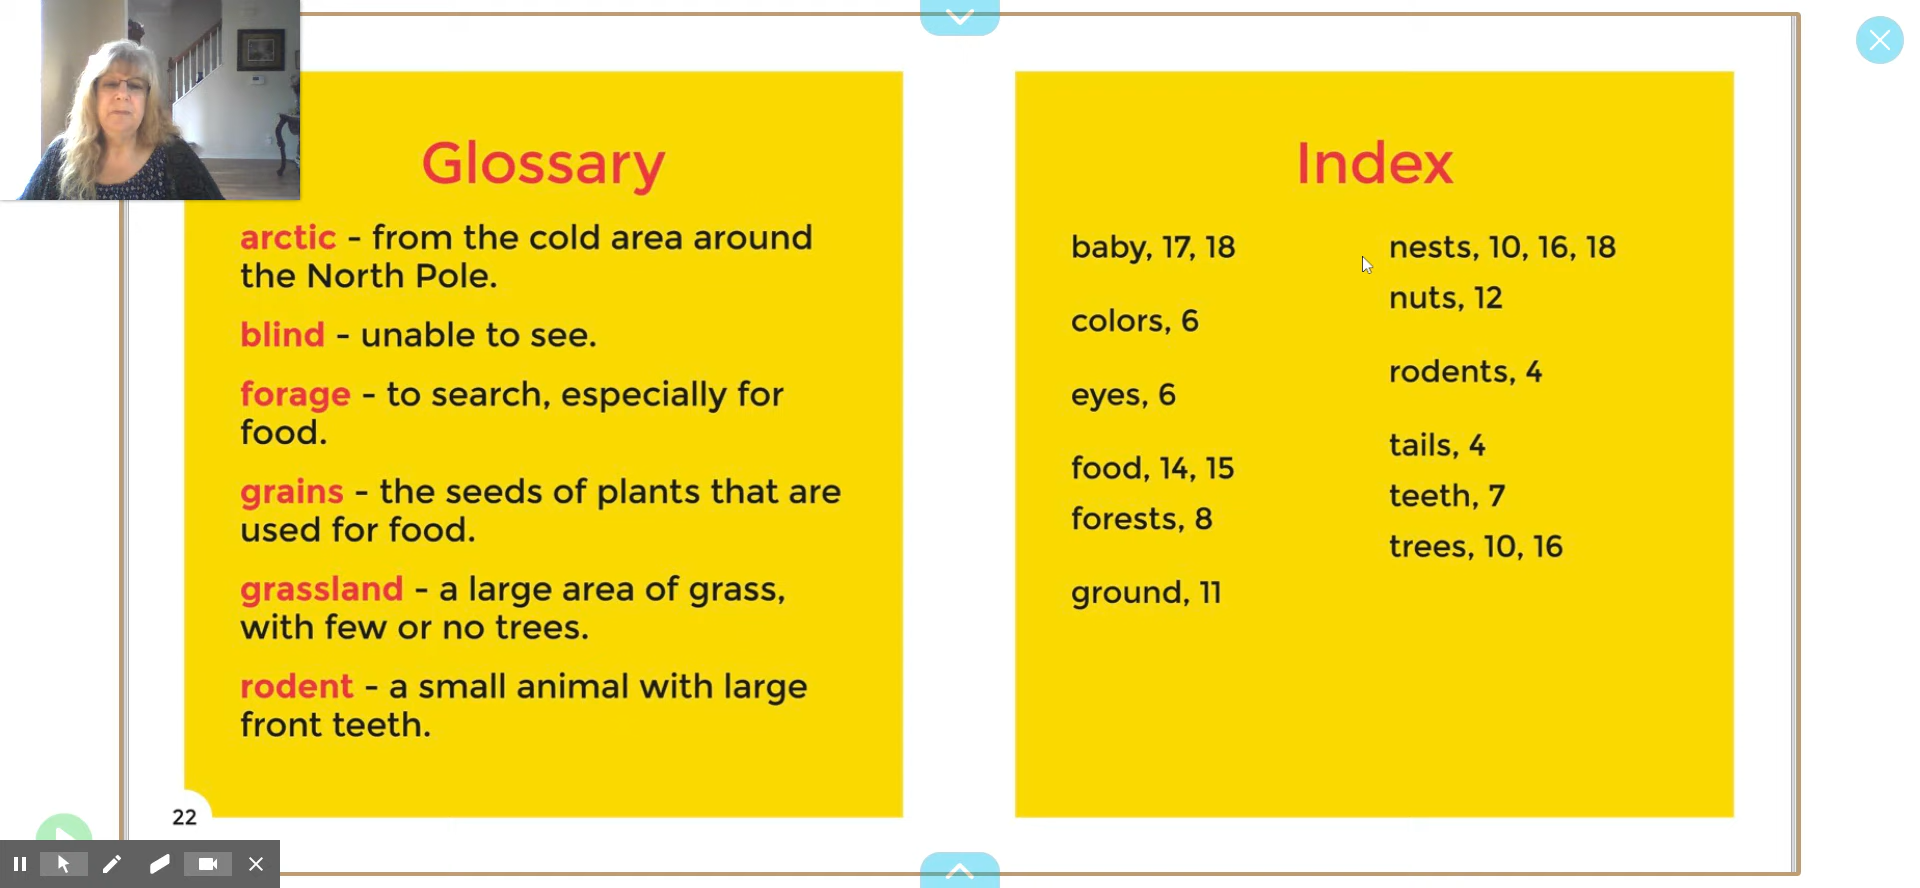 Glossary
arctic - from the cold area around
the North Pole.
blind - unable to see.
forage - to search, especially for
food.
grains - the seeds of plants that are
used for food.
grassland - a large area of grass,
with few or no trees.
rodent - a small animal with large
front teeth.
22
Index
baby, 17, 18
colors, 6
eyes, 6
food, 14, 15
forests, 8
ground, 11
nests, 10, 16, 18
nuts, 12
rodents, 4
tails, 4
teeth, 7
trees, 10, 16